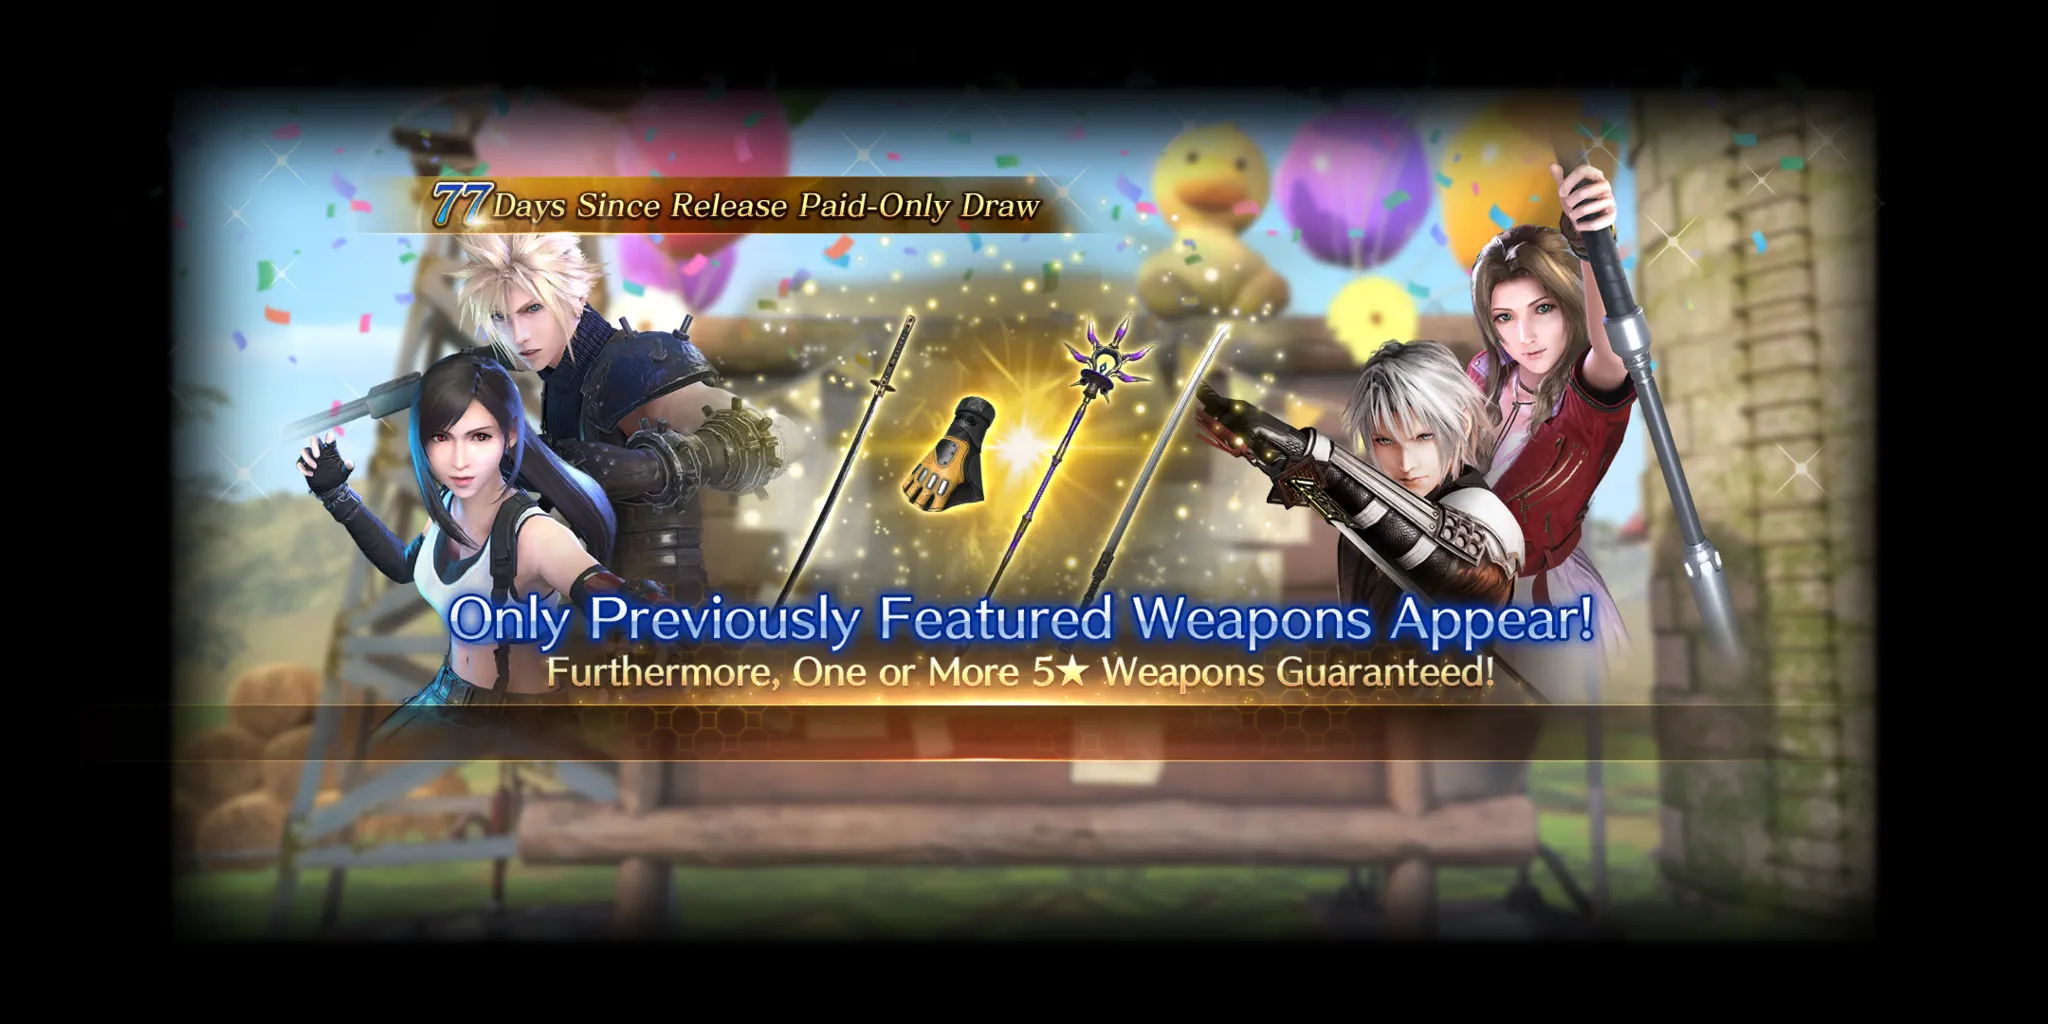 77 Days Since Release Paid-Only Draw
Only Previously Featured Weapons Appear!
Furthermore, One or More 5★ Weapons Guaranteed!